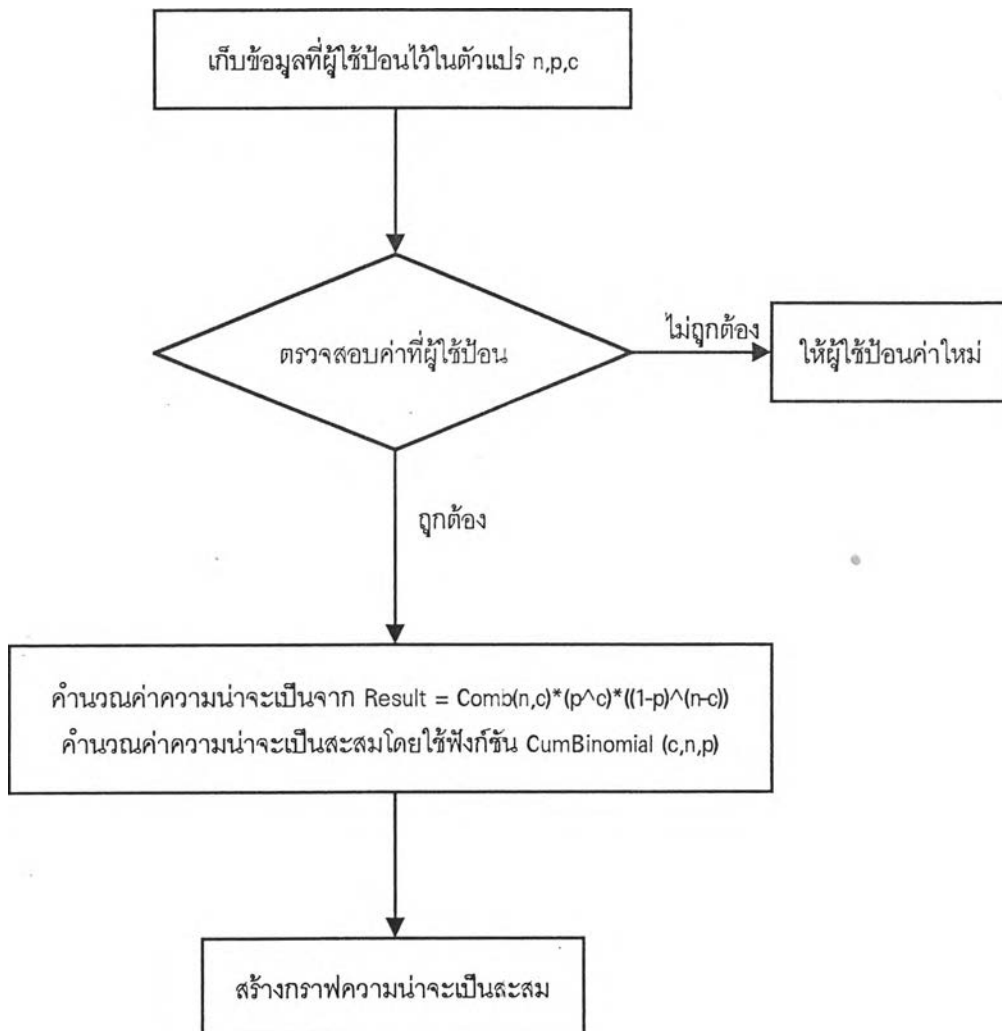 เก็บข้อมูลที่ผู้ใช้ป้อนไว้ในตัวแปร n,p,c
ตรวจสอบค่าที่ผู้ใช้ป้อน
ไม่ถูกต้อง
ให้ผู้ใช้ป้อนค่าใหม่
ถูกต้อง
คำนวณค่าความน่าจะเป็นจาก Result = Comb(n,c)*(p^c)*((1-p)^(n-c))
คำนวณค่าความน่าจะเป็นสะสมโดยใช้ฟังก์ชัน CumBinomial (c,n,p)
สร้างกราฟความน่าจะเป็นสะสม